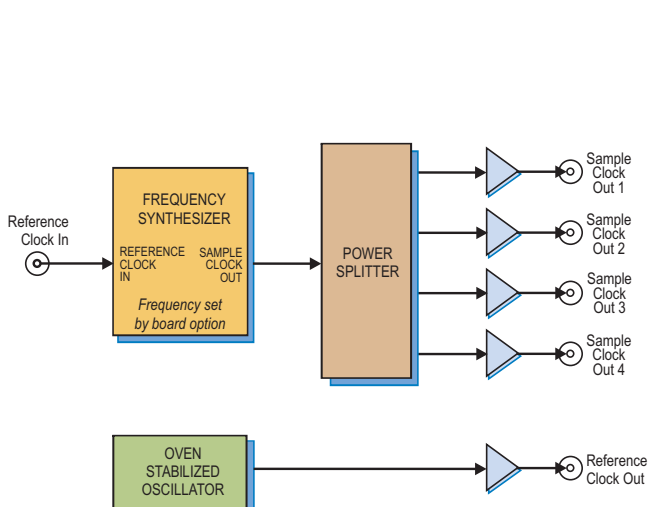 Reference
Clock In
FREQUENCY
SYNTHESIZER
REFERENCE
CLOCK
IN
SAMPLE
CLOCK
OUT
Frequency set
by board option
POWER
SPLITTER
Sample
Clock
Out 1
Sample
Clock
Out 2
Sample
Clock
Out 3
Sample
Clock
Out 4
OVEN
STABILIZED
OSCILLATOR
Reference
Clock Out